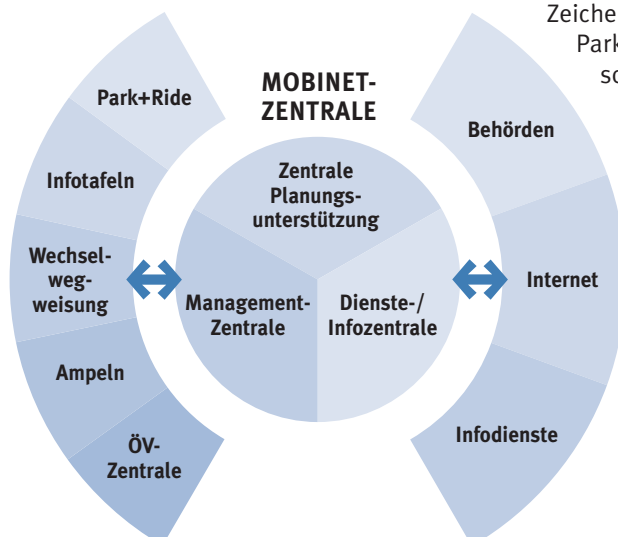 Zeiche
Park
sc
MOBINET-
ZENTRALE
Park+Ride
Infotafeln
Wechsel-
weg-
weisung
Ampeln
ÖV-
Zentrale
Zentrale
Planungs-
unterstützung
Management-
Zentrale
Dienste-/
Infozentrale
Behörden
Internet
Infodienste